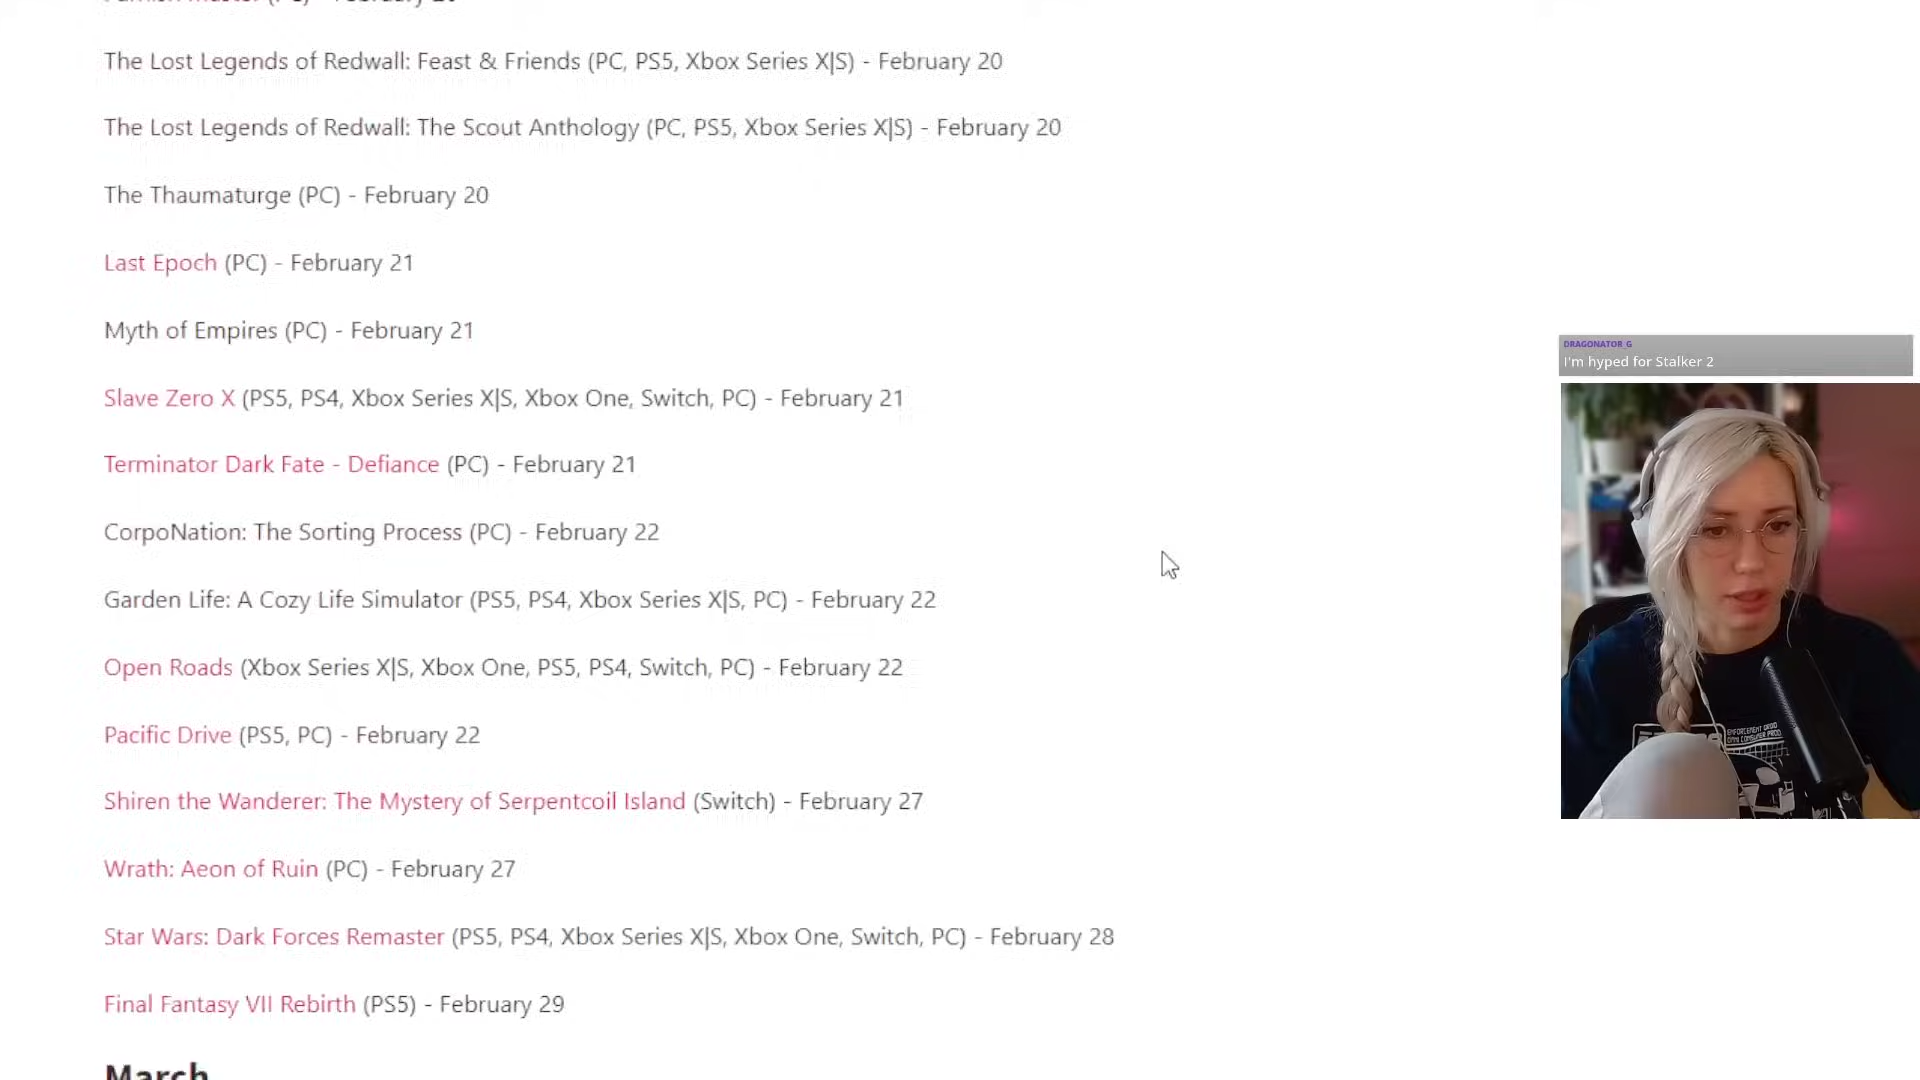 The Lost Legends of Redwall: Feast & Friends (PC, PS5, Xbox Series X|S) - February 20
The Lost Legends of Redwall: The Scout Anthology (PC, PS5, Xbox Series X|S) - February 20
The Thaumaturge (PC) - February 20
Last Epoch (PC) - February 21
Myth of Empires (PC) - February 21
Slave Zero X (PS5, PS4, Xbox Series X|S, Xbox One, Switch, PC) - February 21
Terminator Dark Fate - Defiance (PC) - February 21
CorpoNation: The Sorting Process (PC) - February 22
Garden Life: A Cozy Life Simulator (PS5, PS4, Xbox Series X|S, PC) - February 22
Open Roads (Xbox Series X|S, Xbox One, PS5, PS4, Switch, PC) - February 22
Pacific Drive (PS5, PC) - February 22
Shiren the Wanderer: The Mystery of Serpentcoil Island (Switch) - February 27
Wrath: Aeon of Ruin (PC) - February 27
Star Wars: Dark Forces Remaster (PS5, PS4, Xbox Series X|S, Xbox One, Switch, PC) - February 28
Final Fantasy VII Rebirth (PS5) - February 29
March
DRAGONATOR_G
I'm hyped for Stalker 2
ENFORCEMENT DROID
OMNI CONSUMER PROD